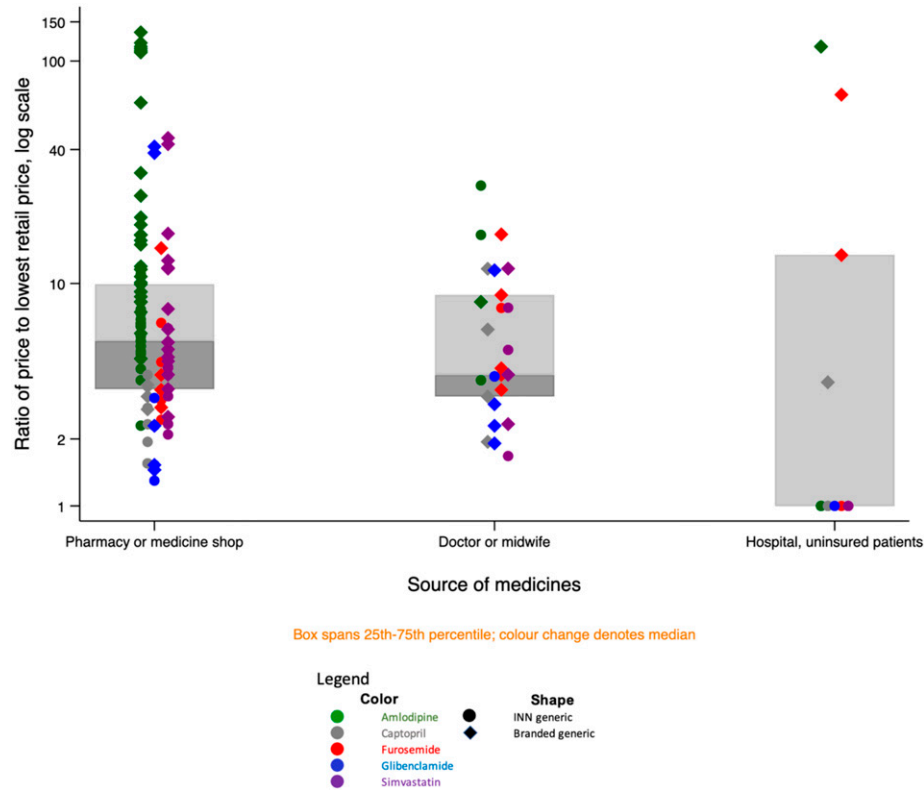 Ratio of price to lowest retail price, log scale
150
100
40
10
2
1
Pharmacy or medicine shop
Doctor or midwife
Hospital, uninsured patients
Source of medicines
Box spans 25th-75th percentile; colour change denotes median
Legend
Color
Shape
Amlodipine
INN generic
Captopril
Branded generic
Furosemide
Glibenclamide
Simvastatin